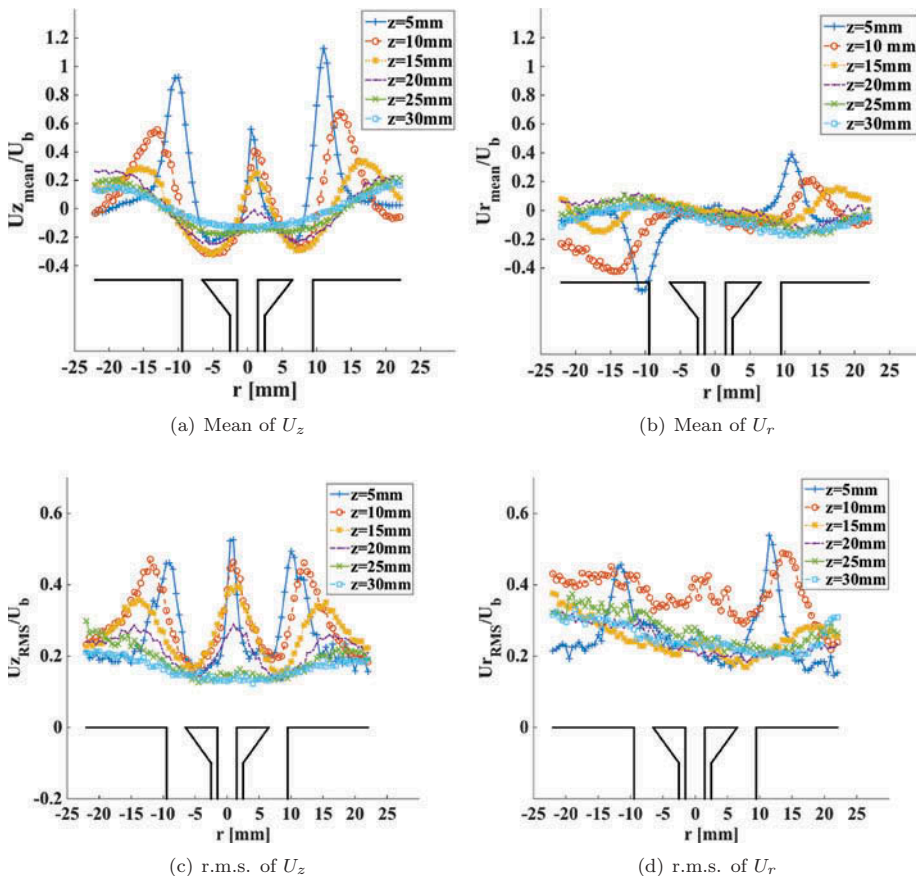 z=5mm
z=10mm
z=15mm
z=20mm
z=25mm
z=30mm
1.2
1
0.8
0.6
0.4
0.2
0
-0.2
-0.4
Uz_mean/U_b
-25 -20 -15 -10 -5 0 5 10 15 20 25
r [mm]
(a) Mean of U_z
z=5mm
z=10 mm
z=15mm
z=20mm
z=25mm
z=30mm
1.2
1
0.8
0.6
0.4
0.2
0
-0.2
-0.4
Ur_mean/U_b
-25 -20 -15 -10 -5 0 5 10 15 20 25
r [mm]
(b) Mean of U_r
z=5mm
z=10mm
z=15mm
z=20mm
z=25mm
z=30mm
0.6
0.4
0.2
0
-0.2
Uz_RMS/U_b
-25 -20 -15 -10 -5 0 5 10 15 20 25
r [mm]
(c) r.m.s. of U_z
z=5mm
z=10mm
z=15mm
z=20mm
z=25mm
z=30mm
0.6
0.4
0.2
0
-0.2
Ur_RMS/U_b
-25 -20 -15 -10 -5 0 5 10 15 20 25
r [mm]
(d) r.m.s. of U_r